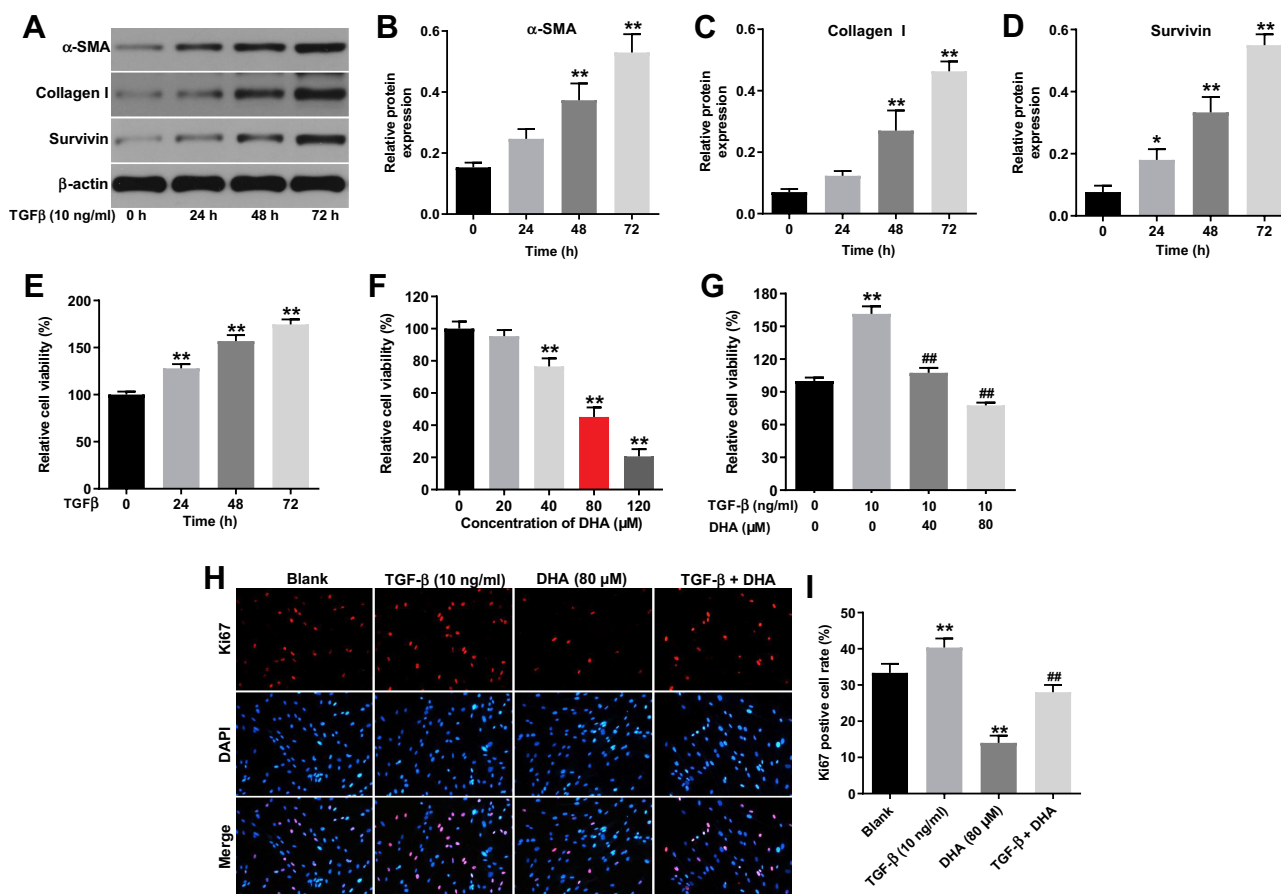 A
α-SMA
Collagen I
Survivin
β-actin
TGFβ (10 ng/ml) 0 h 24 h 48 h 72 h
B
α-SMA
Relative protein
expression
0.6
0.4
0.2
0.0
**
**
0 24 48 72
Time (h)
C
Collagen I
Relative protein
expression
0.6
0.4
0.2
0.0
**
**
0 24 48 72
Time (h)
D
Survivin
Relative protein
expression
0.6
0.4
0.2
0.0
*
**
**
0 24 48 72
Time (h)
E
Relative cell viability (%)
200
150
100
50
0
**
**
**
TGFβ 0 24 48 72
Time (h)
F
Relative cell viability (%)
120
100
80
60
40
20
0
**
**
**
0 20 40 80 120
Concentration of DHA (µM)
G
Relative cell viability (%)
180
150
120
90
60
30
0
**
##
##
TGF-β (ng/ml) 0 10 10 10
DHA (µM) 0 0 40 80
H
Blank TGF-β (10 ng/ml) DHA (80 µM) TGF-β + DHA
Ki67
DAPI
Merge
I
Ki67 postive cell rate (%)
50
40
30
20
10
0
**
**
##
Blank
TGF-β (10 ng/ml)
DHA (80 µM)
TGF-β + DHA